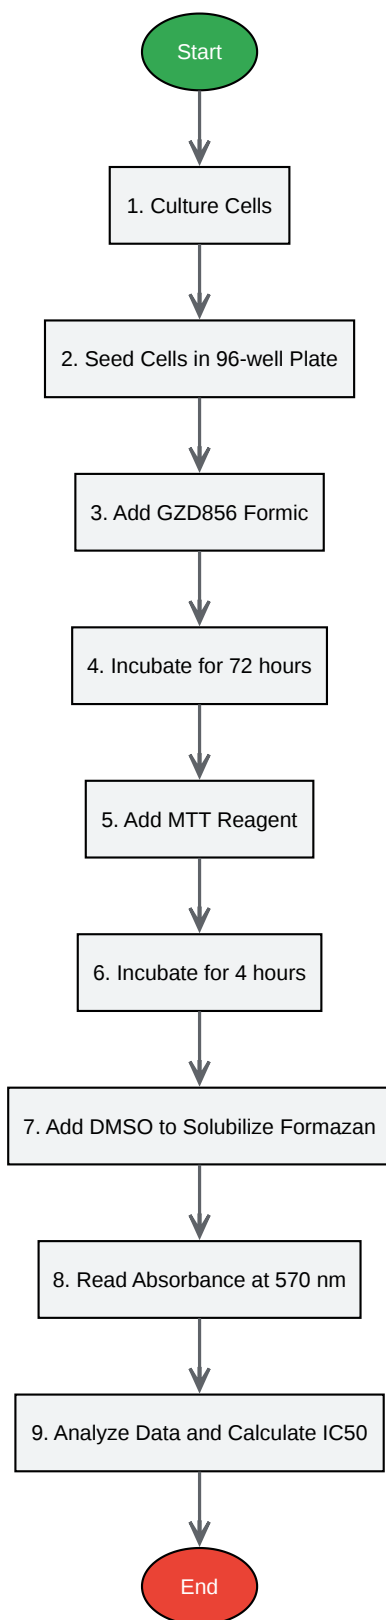 Start
1. Culture Cells
2. Seed Cells in 96-well Plate
3. Add GZD856 Formic
4. Incubate for 72 hours
5. Add MTT Reagent
6. Incubate for 4 hours
7. Add DMSO to Solubilize Formazan
8. Read Absorbance at 570 nm
9. Analyze Data and Calculate IC50
End